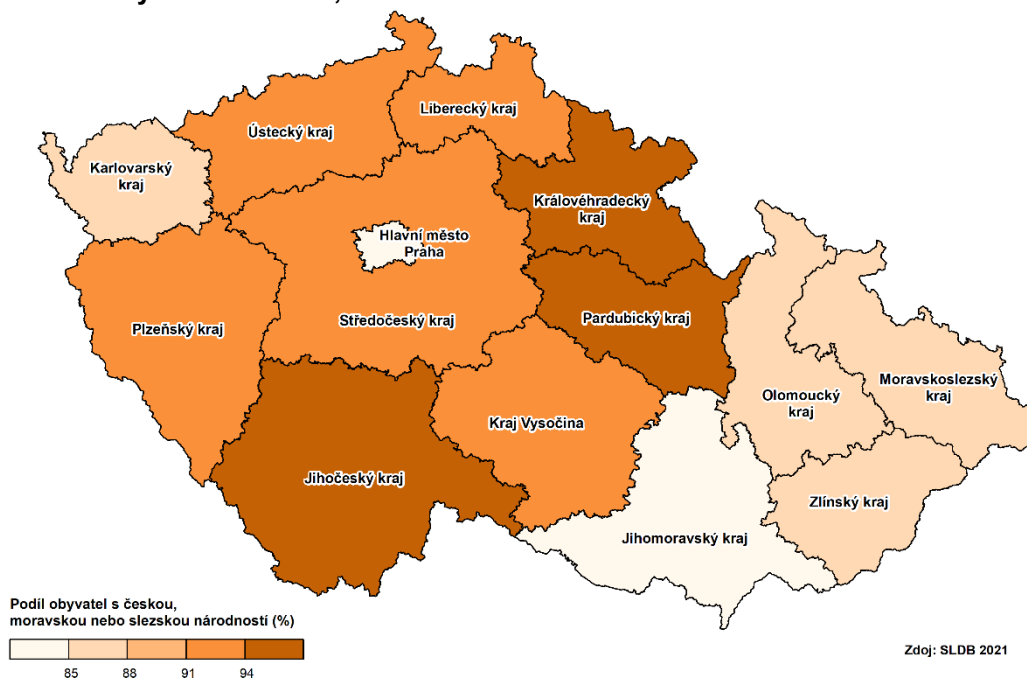 Liberecký kraj
Ústecký kraj
Karlovarský
kraj
Královéhradecký
kraj
Hlavní město
Praha
Plzeňský kraj
Středočeský kraj
Pardubický kraj
Moravskoslezský
kraj
Olomoucký
kraj
Kraj Vysočina
Jihočeský kraj
Zlínský kraj
Jihomoravský kraj
Podíl obyvatel s českou,
moravskou nebo slezskou národností (%)
85 88 91 94
Zdoj: SLDB 2021